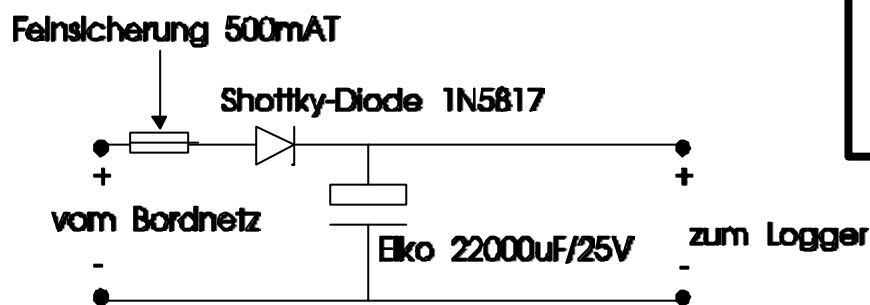 Feinsicherung 500mAT
Shottky-Diode 1N5817
+
+
vom Bordnetz
Elko 22000uF/25V
zum Logger
-
-